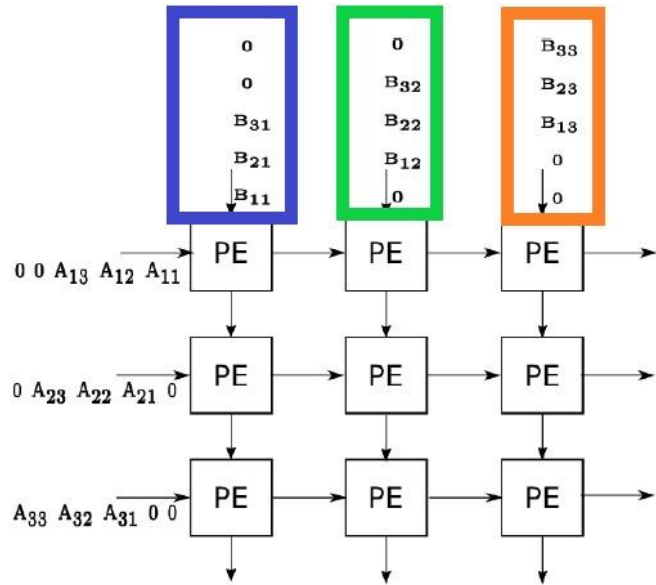 0 0 B₃₃
0 B₃₂ B₂₃
B₃₁ B₂₂ B₁₃
B₂₁ B₁₂ 0
B₁₁ 0 0
PE PE PE
0 0 A₁₃ A₁₂ A₁₁
PE PE PE
0 A₂₃ A₂₂ A₂₁ 0
PE PE PE
A₃₃ A₃₂ A₃₁ 0 0